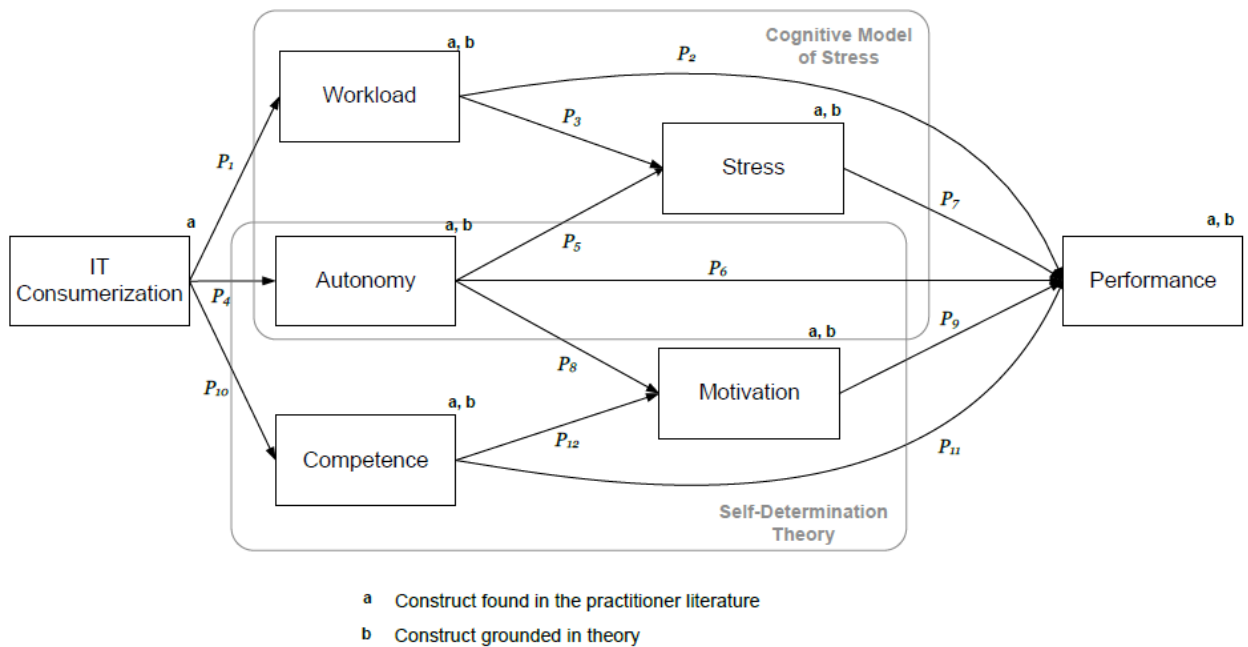 Cognitive Model
of Stress
a, b
P2
Workload
P3
a, b
Stress
P1
P7
a
a, b
a, b
IT
Consumerization
P4
Autonomy
P5
P6
Performance
P8
a, b
P9
Motivation
P10
a, b
Competence
P12
P11
Self-Determination
Theory
a Construct found in the practitioner literature
b Construct grounded in theory